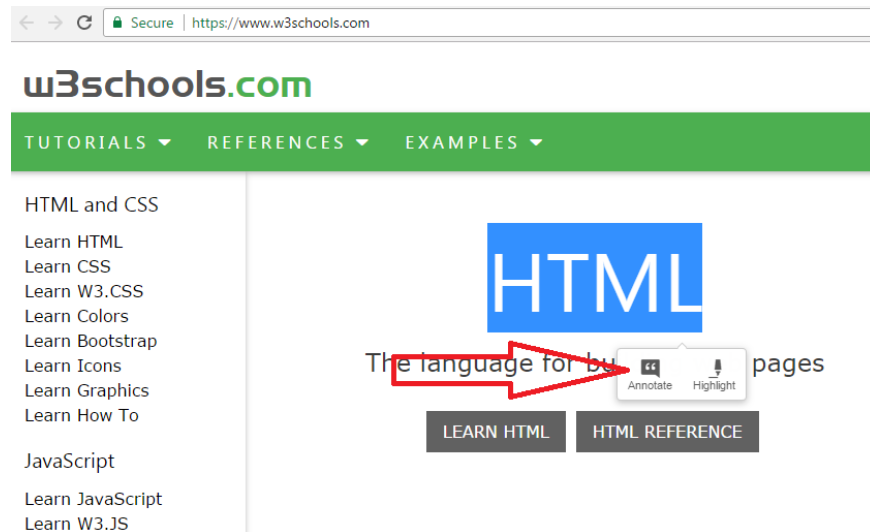 Secure | https://www.w3schools.com
w3schools.com
TUTORIALS REFERENCES EXAMPLES
HTML and CSS
Learn HTML
Learn CSS
Learn W3.CSS
Learn Colors
Learn Bootstrap
Learn Icons
Learn Graphics
Learn How To
JavaScript
Learn JavaScript
Learn W3.JS
HTML
The language for bu pages
Annotate Highlight
LEARN HTML HTML REFERENCE